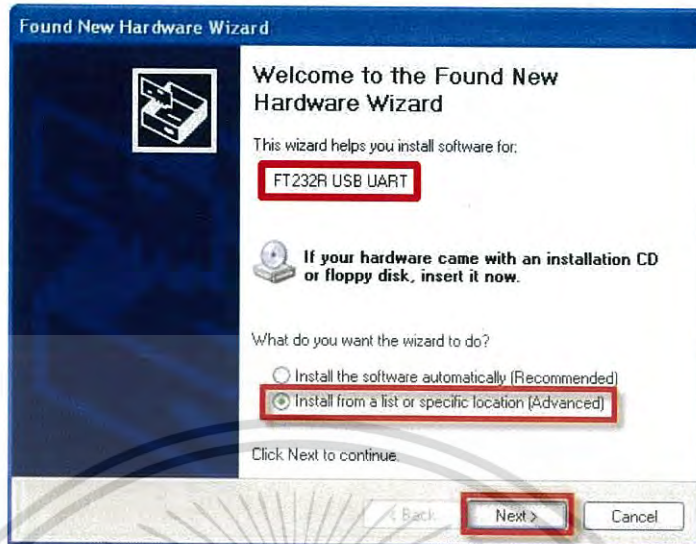 Found New Hardware Wizard
Welcome to the Found New
Hardware Wizard
This wizard helps you install software for:
FT232R USB UART
If your hardware came with an installation CD
or floppy disk, insert it now.
What do you want the wizard to do?
Install the software automatically (Recommended)
Install from a list or specific location (Advanced)
Click Next to continue.
< Back
Next >
Cancel